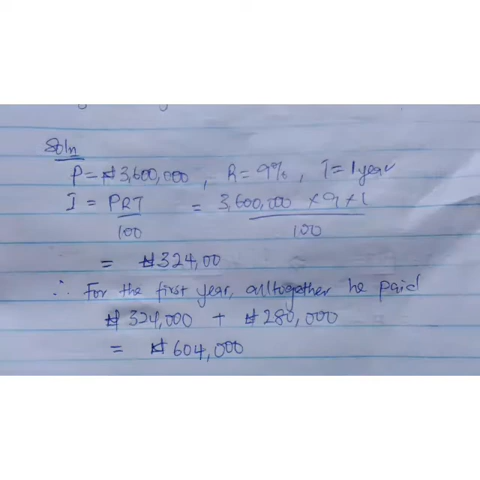 Soln
P = ₦3,600,000 , R = 9% , T = 1 year
I = PRT = 3,600,000 × 9 × 1
100 100
= ₦324,00
∴ For the first year, alltogether he paid
₦324,000 + ₦280,000
= ₦604,000